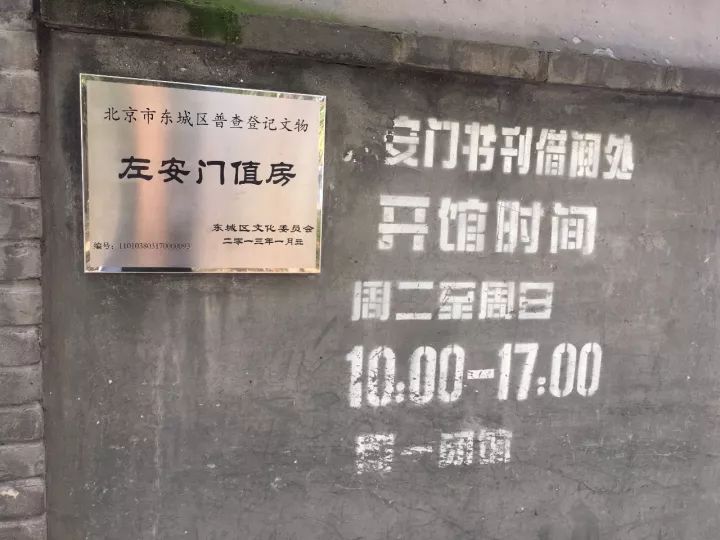 北京市东城区普查登记文物
左安门值房
东城区文化委员会
二零一三年一月立
编号:110103803170000093
安门书刊借阅处
开馆时间
周二至周日
10:00-17:00
周一闭馆